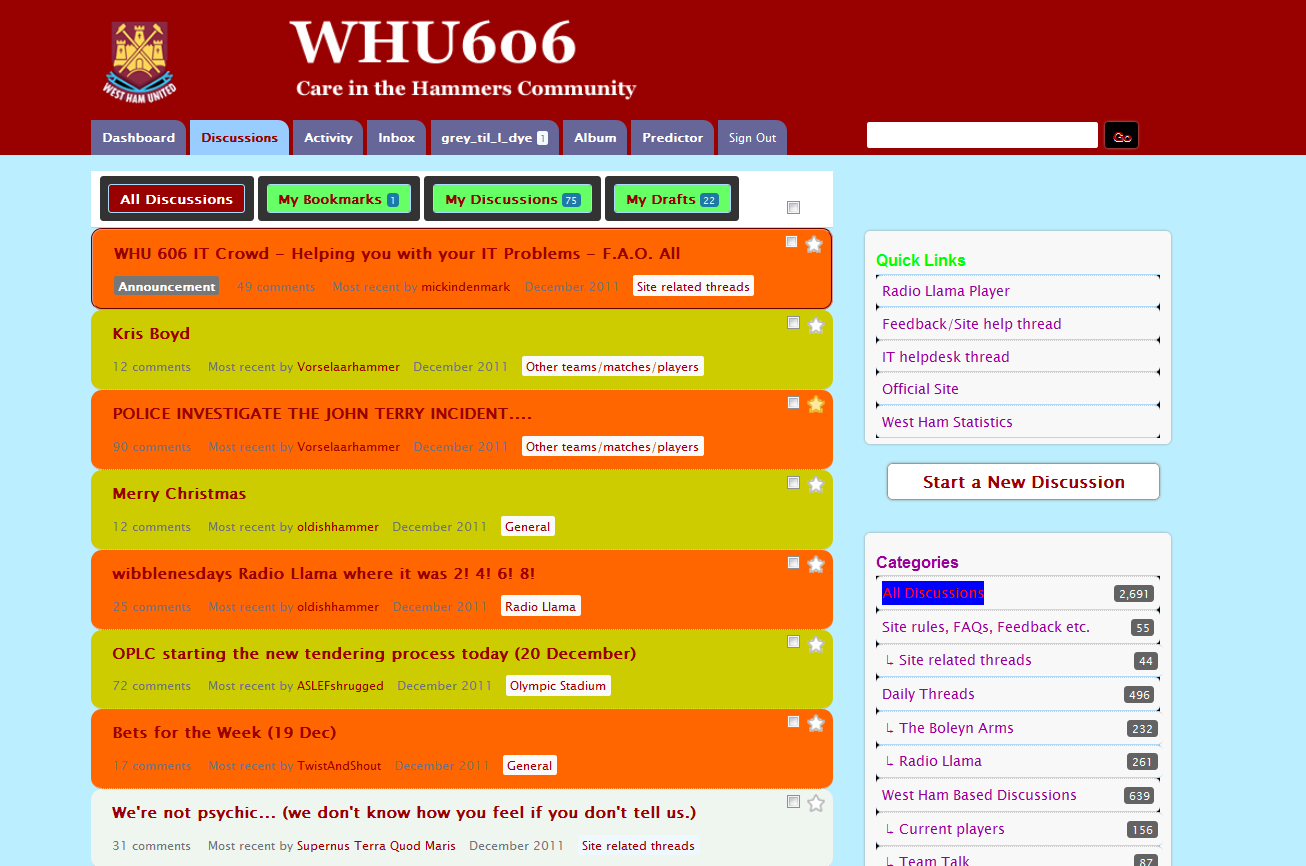 WEST HAM UNITED
WHU606
Care in the Hammers Community
Dashboard Discussions Activity Inbox grey_til_I_dye 1 Album Predictor Sign Out Go
All Discussions My Bookmarks 1 My Discussions 75 My Drafts 22
WHU 606 IT Crowd – Helping you with your IT Problems – F.A.O. All
Announcement 49 comments Most recent by mickindenmark December 2011 Site related threads
Kris Boyd
12 comments Most recent by Vorselaarhammer December 2011 Other teams/matches/players
POLICE INVESTIGATE THE JOHN TERRY INCIDENT....
90 comments Most recent by Vorselaarhammer December 2011 Other teams/matches/players
Merry Christmas
12 comments Most recent by oldishhammer December 2011 General
wibblenesdays Radio Llama where it was 2! 4! 6! 8!
25 comments Most recent by oldishhammer December 2011 Radio Llama
OPLC starting the new tendering process today (20 December)
72 comments Most recent by ASLEFshrugged December 2011 Olympic Stadium
Bets for the Week (19 Dec)
17 comments Most recent by TwistAndShout December 2011 General
We're not psychic... (we don't know how you feel if you don't tell us.)
31 comments Most recent by Supernus Terra Quod Maris December 2011 Site related threads
Quick Links
Radio Llama Player
Feedback/Site help thread
IT helpdesk thread
Official Site
West Ham Statistics
Start a New Discussion
Categories
All Discussions 2,691
Site rules, FAQs, Feedback etc. 55
↳ Site related threads 44
Daily Threads 496
↳ The Boleyn Arms 232
↳ Radio Llama 261
West Ham Based Discussions 639
↳ Current players 156
↳ Team Talk 87